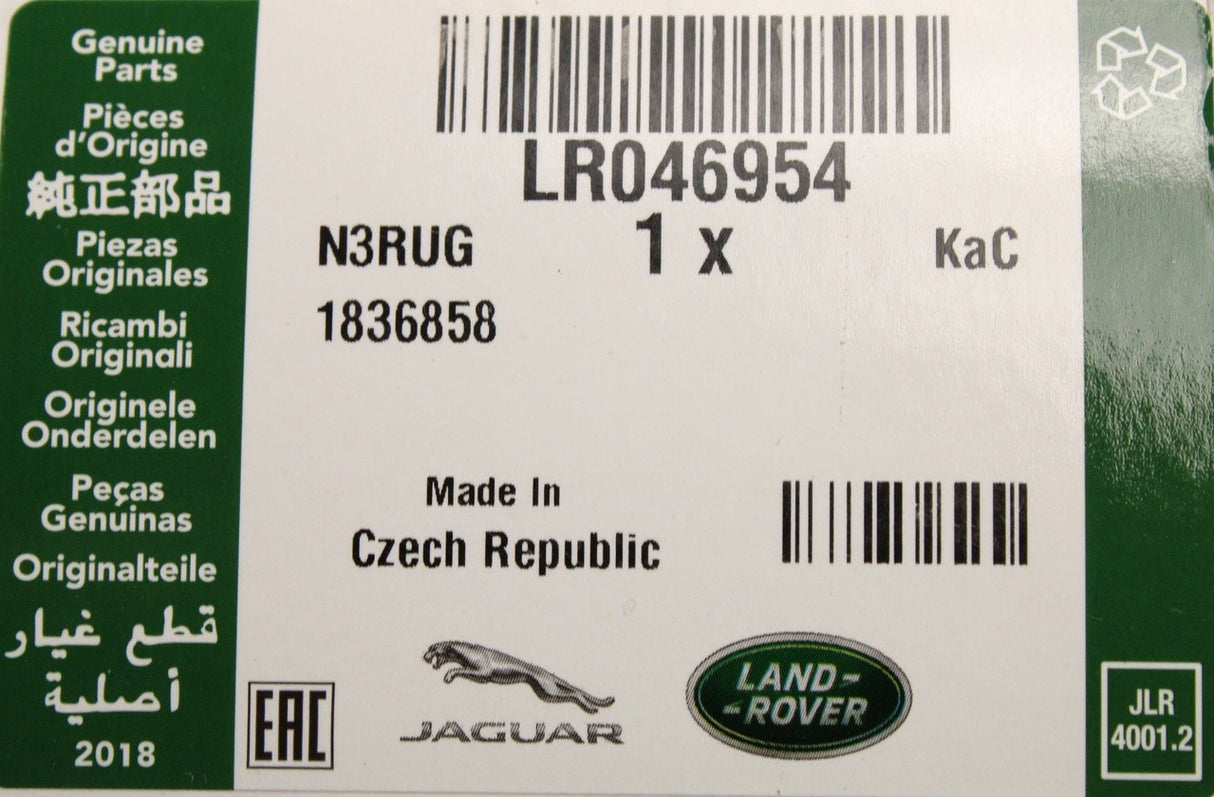 Genuine
Parts
Pièces
d'Origine
純正部品
Piezas
Originales
Ricambi
Originali
Originele
Onderdelen
Peças
Genuinas
Originalteile
قطع غيار
أصلية
2018
LR046954
N3RUG
1 x
KaC
1836858
Made In
Czech Republic
EAC
JAGUAR
LAND-
-ROVER
JLR
4001.2